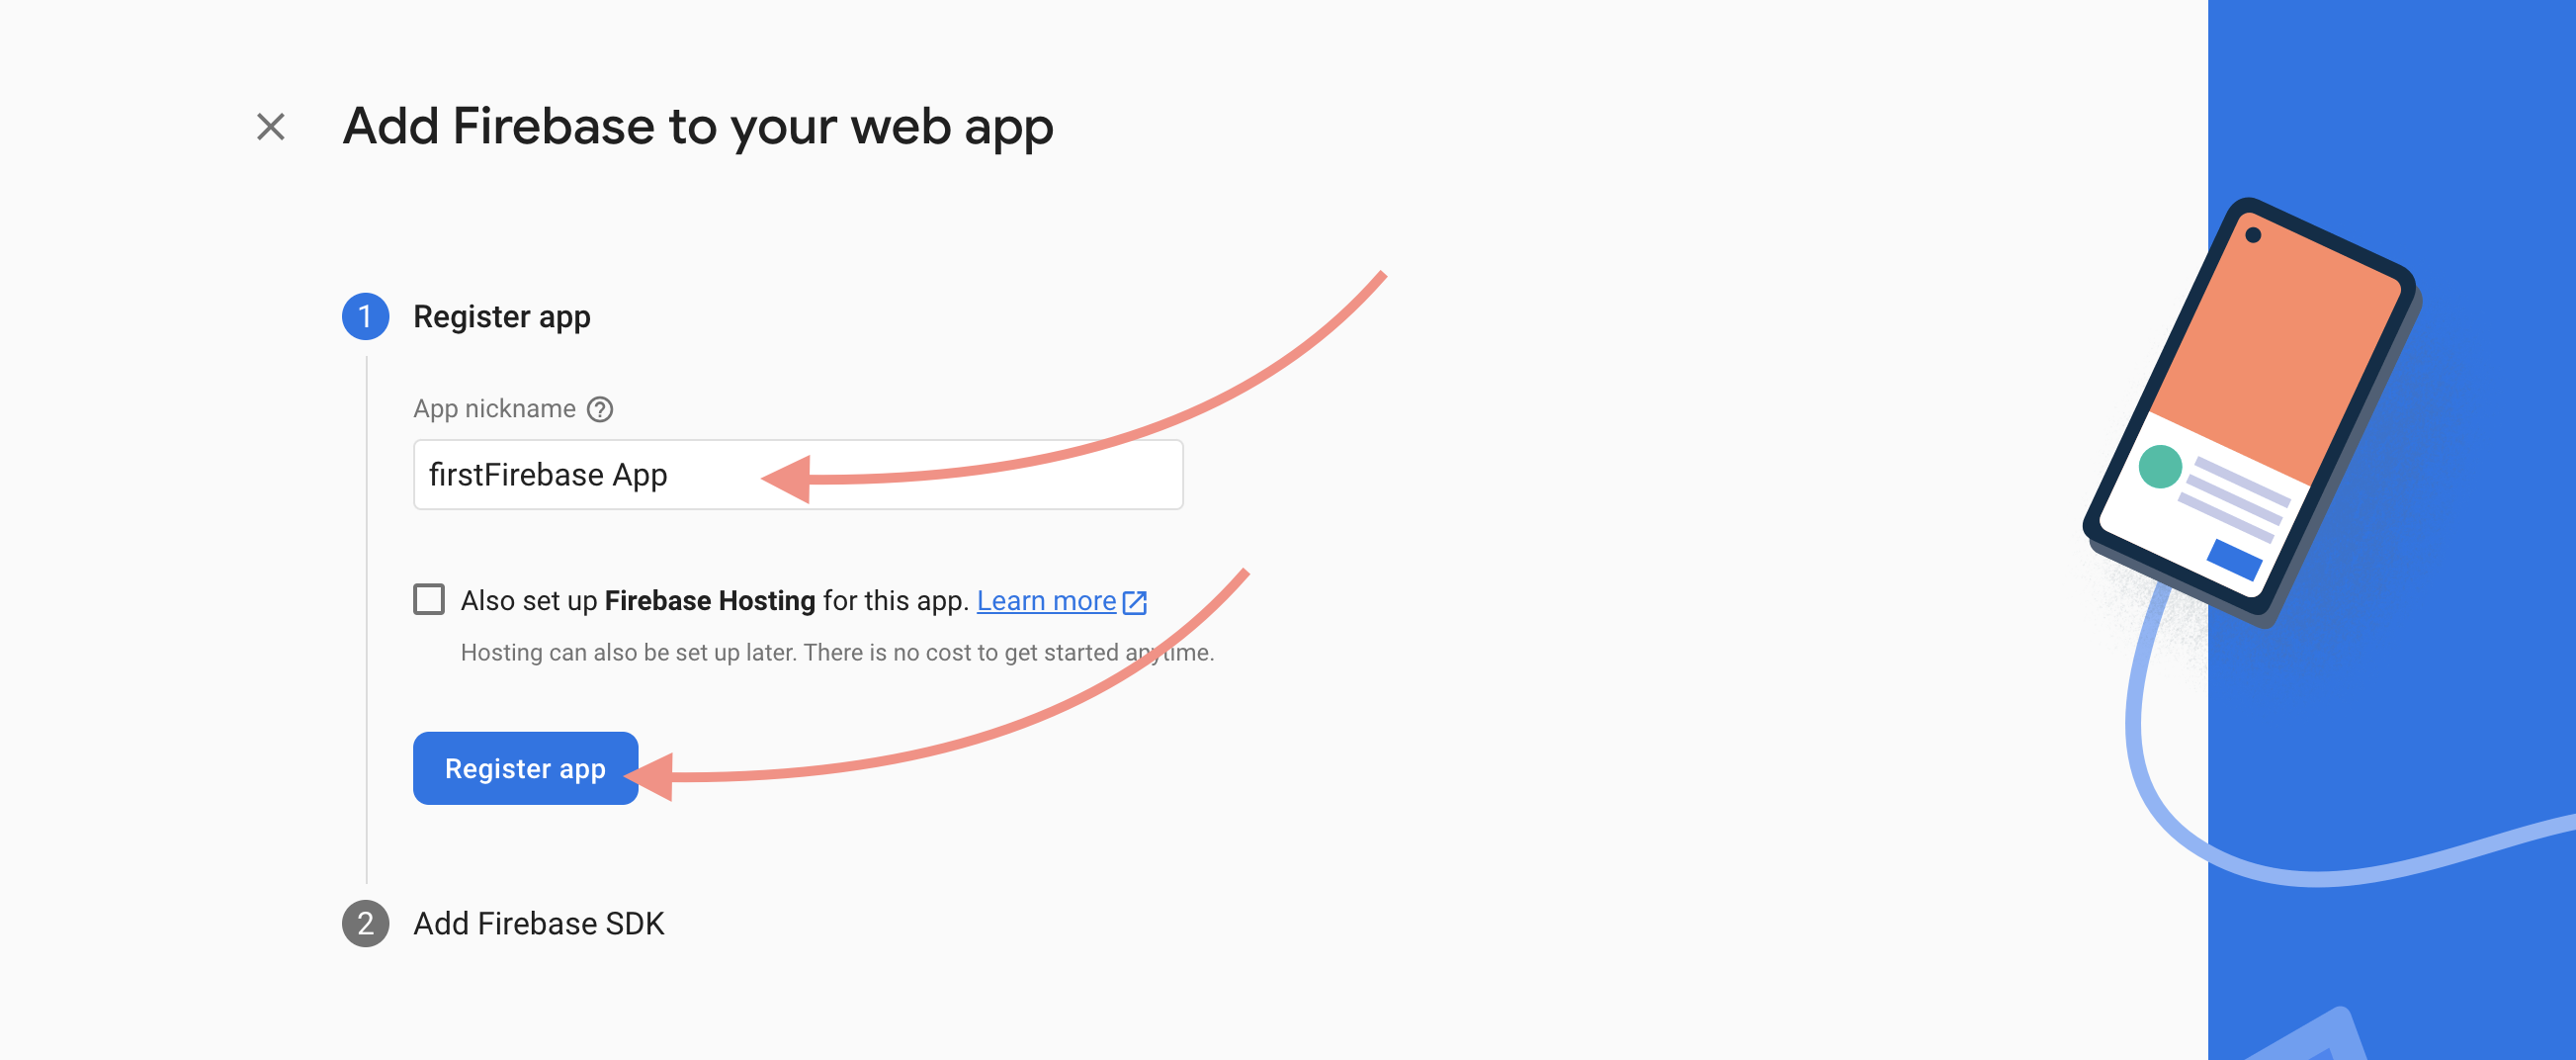 Add Firebase to your web app
1 Register app
App nickname
firstFirebase App
Also set up Firebase Hosting for this app. Learn more
Hosting can also be set up later. There is no cost to get started anytime.
Register app
2 Add Firebase SDK